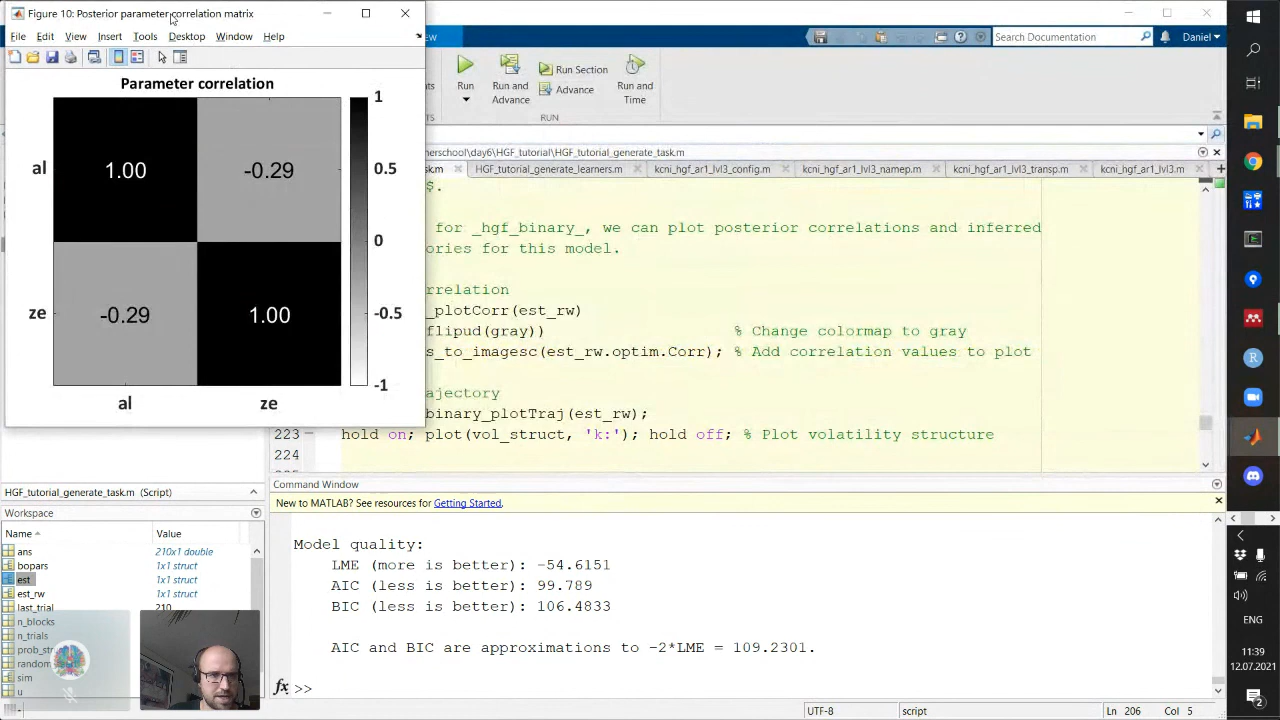 Figure 10: Posterior parameter correlation matrix
File Edit View Insert Tools Desktop Window Help
Parameter correlation
1.00 -0.29
-0.29 1.00
al
ze
al ze
1
0.5
0
-0.5
-1
Search Documentation
Daniel
Run
Run and Advance
Run Section
Advance
Run and Time
RUN
nerschool\day6\HGF_tutorial\HGF_tutorial_generate_task.m
HGF_tutorial_generate_learners.m
kcni_hgf_ar1_lvl3_config.m
kcni_hgf_ar1_lvl3_namep.m
kcni_hgf_ar1_lvl3_transp.m
kcni_hgf_ar1_lvl3.m
$.
for _hgf_binary_, we can plot posterior correlations and inferred
ories for this model.
rrelation
_plotCorr(est_rw)
flipud(gray)) % Change colormap to gray
s_to_imagesc(est_rw.optim.Corr); % Add correlation values to plot
ajectory
binary_plotTraj(est_rw);
223 hold on; plot(vol_struct, 'k:'); hold off; % Plot volatility structure
224
HGF_tutorial_generate_task.m (Script)
Workspace
Name Value
ans 210x1 double
bopars 1x1 struct
est 1x1 struct
est_rw 1x1 struct
last_trial 210
n_blocks
n_trials
prob_st
random
sim
u
Command Window
New to MATLAB? See resources for Getting Started.
Model quality:
LME (more is better): -54.6151
AIC (less is better): 99.789
BIC (less is better): 106.4833
AIC and BIC are approximations to -2*LME = 109.2301.
fx >>
UTF-8
script
Ln 206 Col 5
ENG
11:39
12.07.2021
2